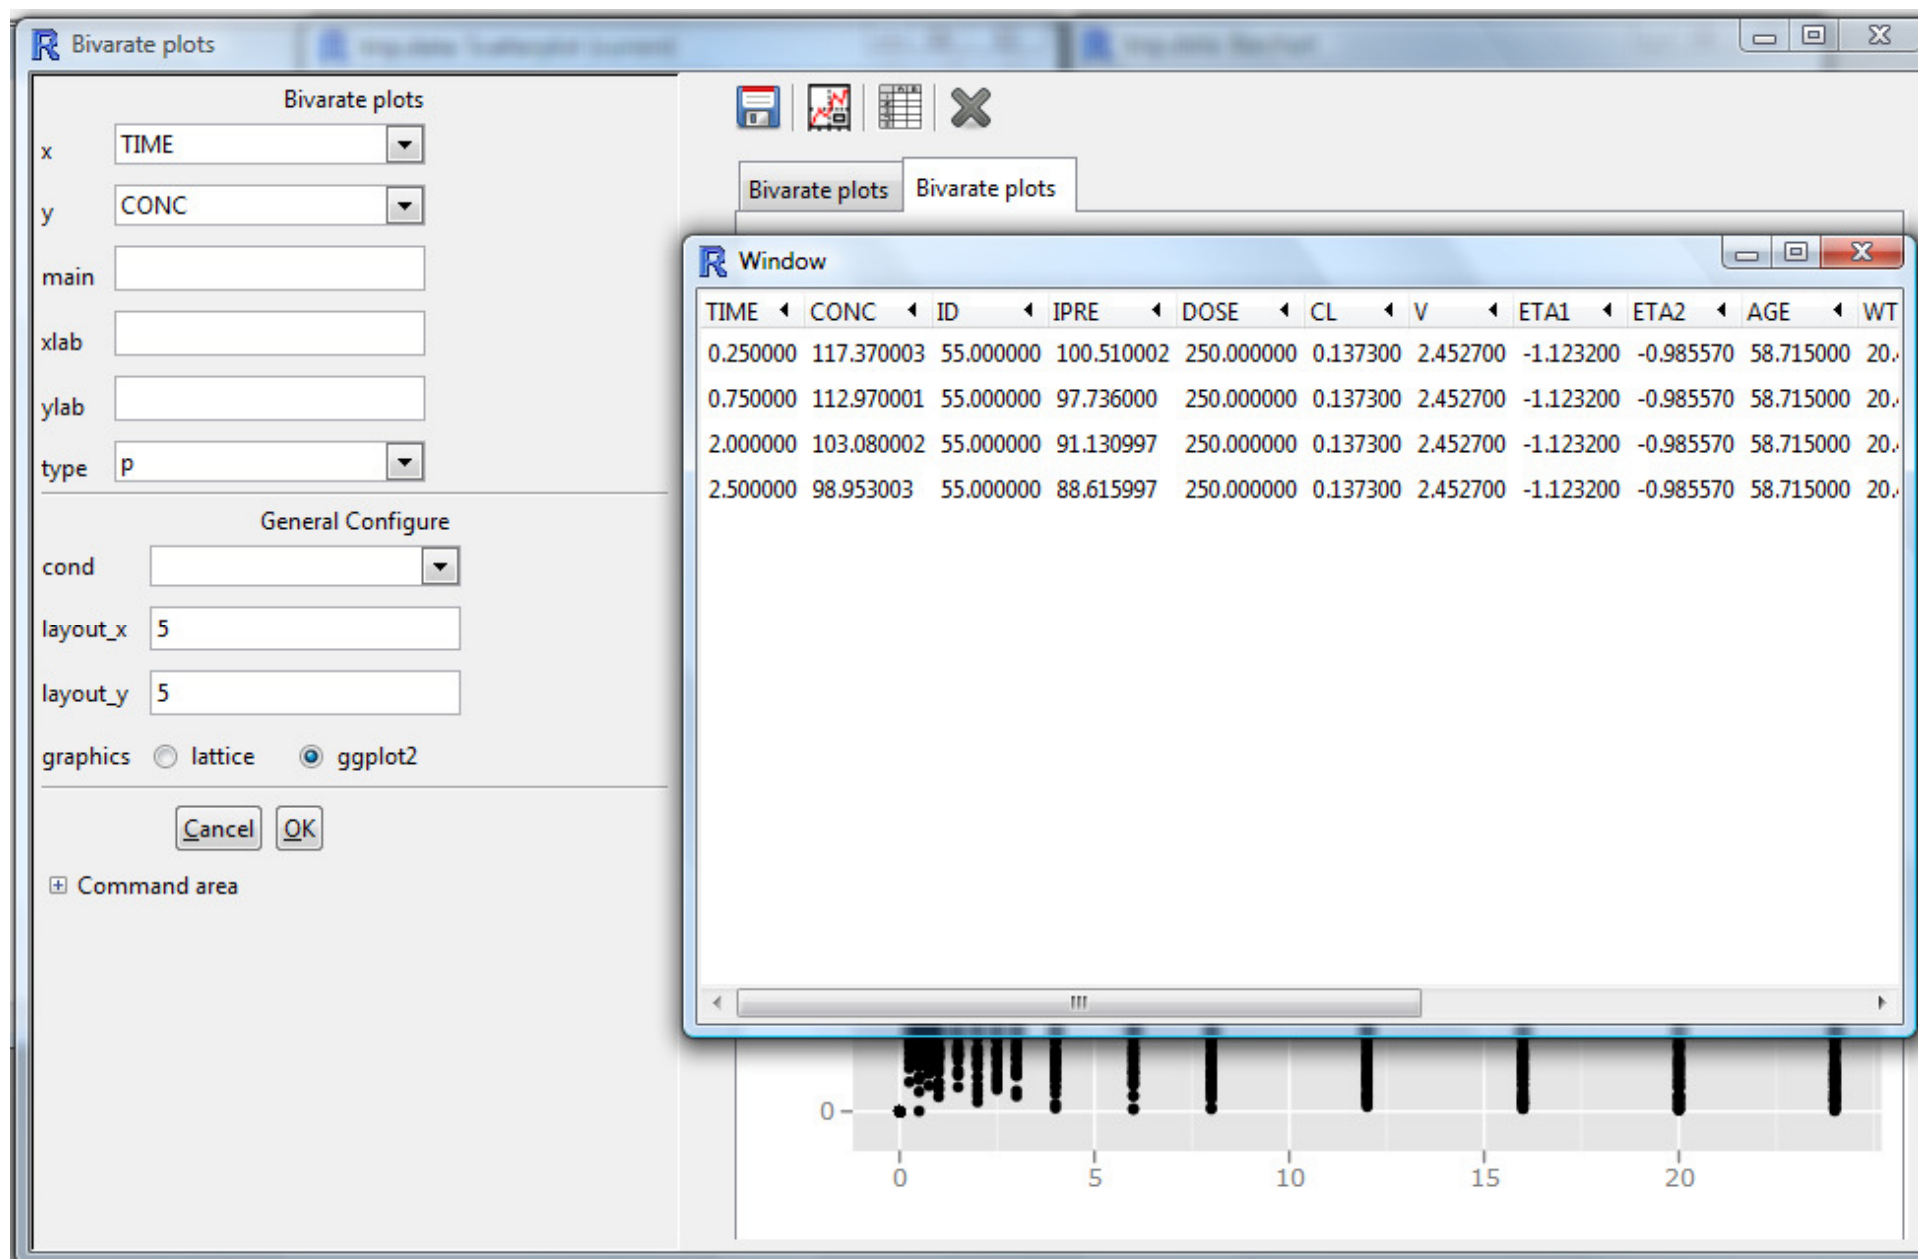 Bivarate plots
Bivarate plots
x TIME
y CONC
main
xlab
ylab
type p
General Configure
cond
layout_x 5
layout_y 5
graphics lattice ggplot2
Cancel OK
Command area
Bivarate plots Bivarate plots
Window
TIME CONC ID IPRE DOSE CL V ETA1 ETA2 AGE WT
0.250000 117.370003 55.000000 100.510002 250.000000 0.137300 2.452700 -1.123200 -0.985570 58.715000 20.
0.750000 112.970001 55.000000 97.736000 250.000000 0.137300 2.452700 -1.123200 -0.985570 58.715000 20.
2.000000 103.080002 55.000000 91.130997 250.000000 0.137300 2.452700 -1.123200 -0.985570 58.715000 20.
2.500000 98.953003 55.000000 88.615997 250.000000 0.137300 2.452700 -1.123200 -0.985570 58.715000 20.
0
0 5 10 15 20